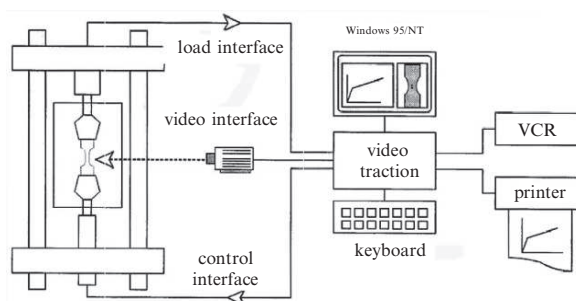 load interface
Windows 95/NT
video interface
video
traction
VCR
printer
keyboard
control
interface